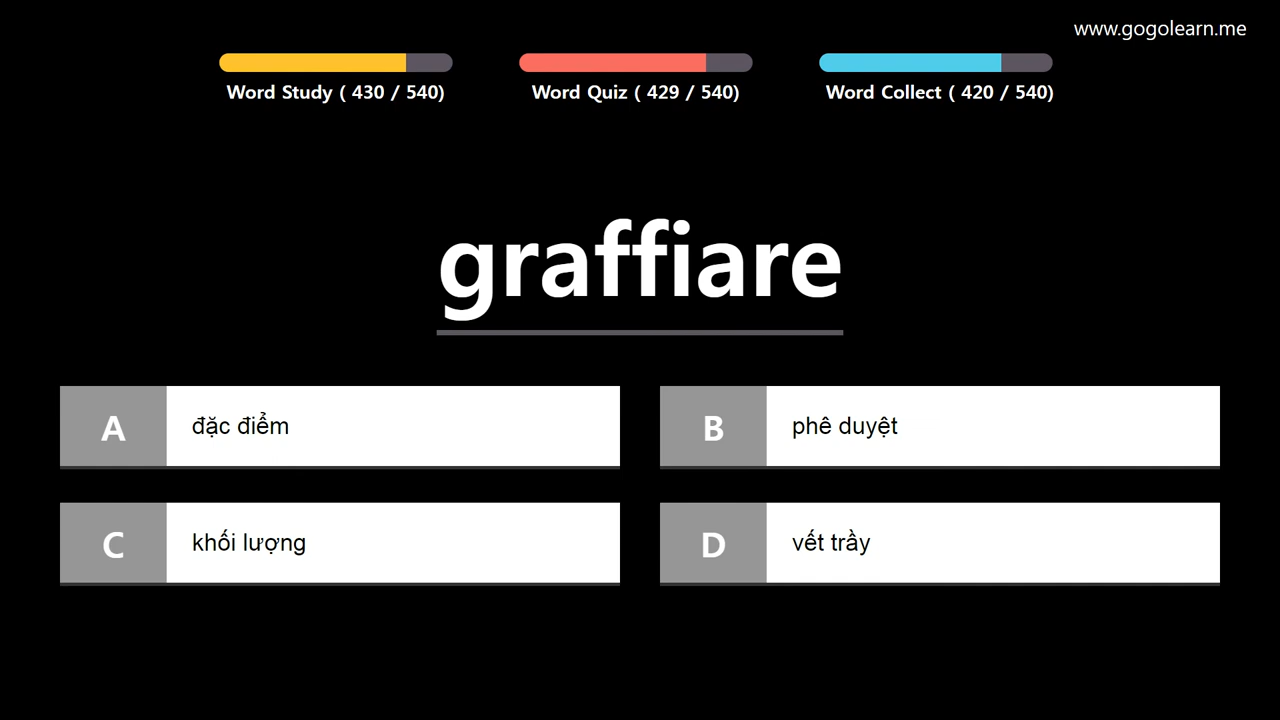 www.gogolearn.me
Word Study ( 430 / 540)
Word Quiz ( 429 / 540)
Word Collect ( 420 / 540)
graffiare
A đặc điểm
B phê duyệt
C khối lượng
D vết trầy